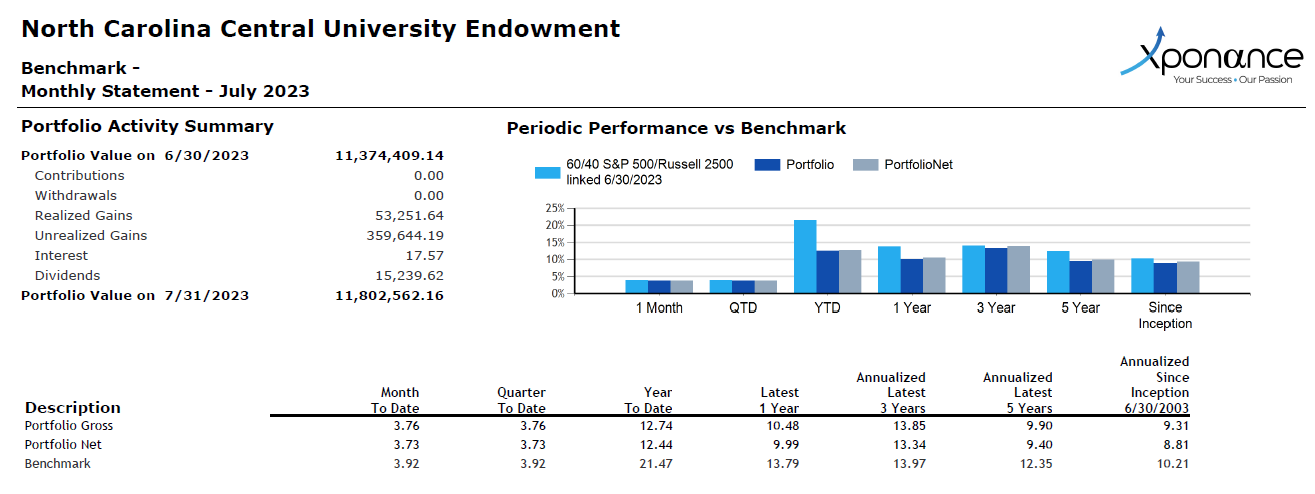 North Carolina Central University Endowment
Xponαnce
Your Success • Our Passion
Benchmark -
Monthly Statement - July 2023
Portfolio Activity Summary
Portfolio Value on 6/30/2023 11,374,409.14
Contributions 0.00
Withdrawals 0.00
Realized Gains 53,251.64
Unrealized Gains 359,644.19
Interest 17.57
Dividends 15,239.62
Portfolio Value on 7/31/2023 11,802,562.16
Periodic Performance vs Benchmark
60/40 S&P 500/Russell 2500 Portfolio PortfolioNet
linked 6/30/2023
25%
20%
15%
10%
5%
0%
1 Month QTD YTD 1 Year 3 Year 5 Year Since
Inception
Annualized
Annualized Annualized Since
Month Quarter Year Latest Latest Latest Inception
Description To Date To Date To Date 1 Year 3 Years 5 Years 6/30/2003
Portfolio Gross 3.76 3.76 12.74 10.48 13.85 9.90 9.31
Portfolio Net 3.73 3.73 12.44 9.99 13.34 9.40 8.81
Benchmark 3.92 3.92 21.47 13.79 13.97 12.35 10.21